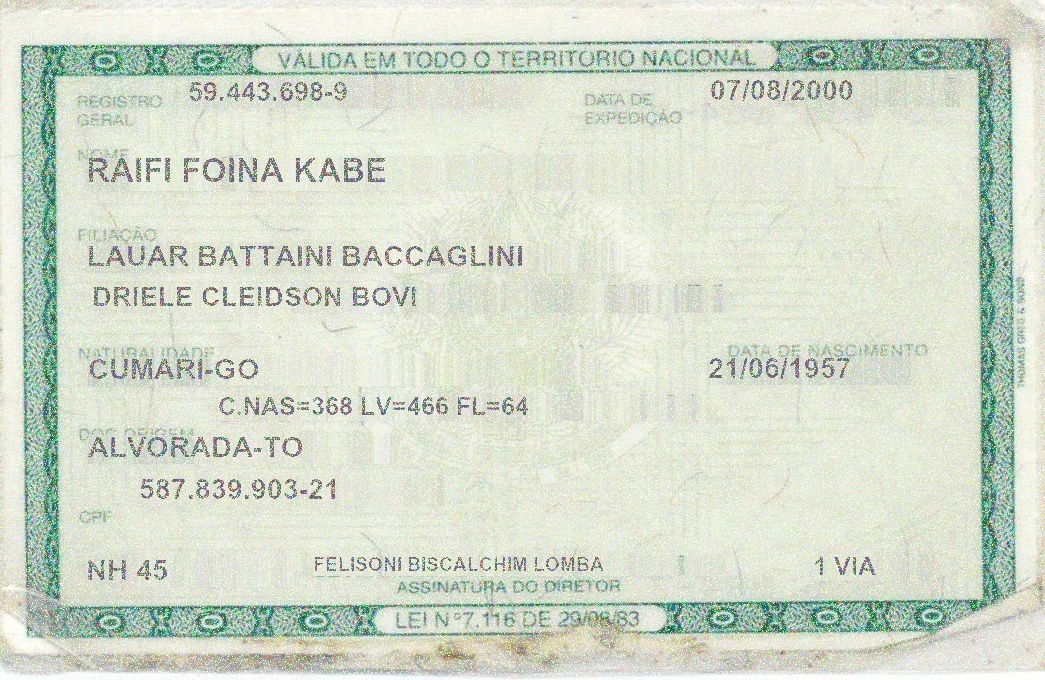 VÁLIDA EM TODO O TERRITÓRIO NACIONAL
REGISTRO GERAL 59.443.698-9 DATA DE EXPEDIÇÃO 07/08/2000
NOME
RAIFI FOINA KABE
FILIAÇÃO
LAUAR BATTAINI BACCAGLINI
DRIELE CLEIDSON BOVI
NATURALIDADE DATA DE NASCIMENTO
CUMARI-GO 21/06/1957
C.NAS=368 LV=466 FL=64
DOC ORIGEM
ALVORADA-TO
587.839.903-21
CPF
NH 45 FELISONI BISCALCHIM LOMBA 1 VIA
ASSINATURA DO DIRETOR
LEI Nº 7.116 DE 29/08/83